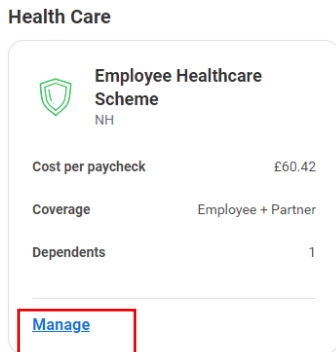 Health Care
Employee Healthcare
Scheme
NH
Cost per paycheck £60.42
Coverage Employee + Partner
Dependents 1
Manage